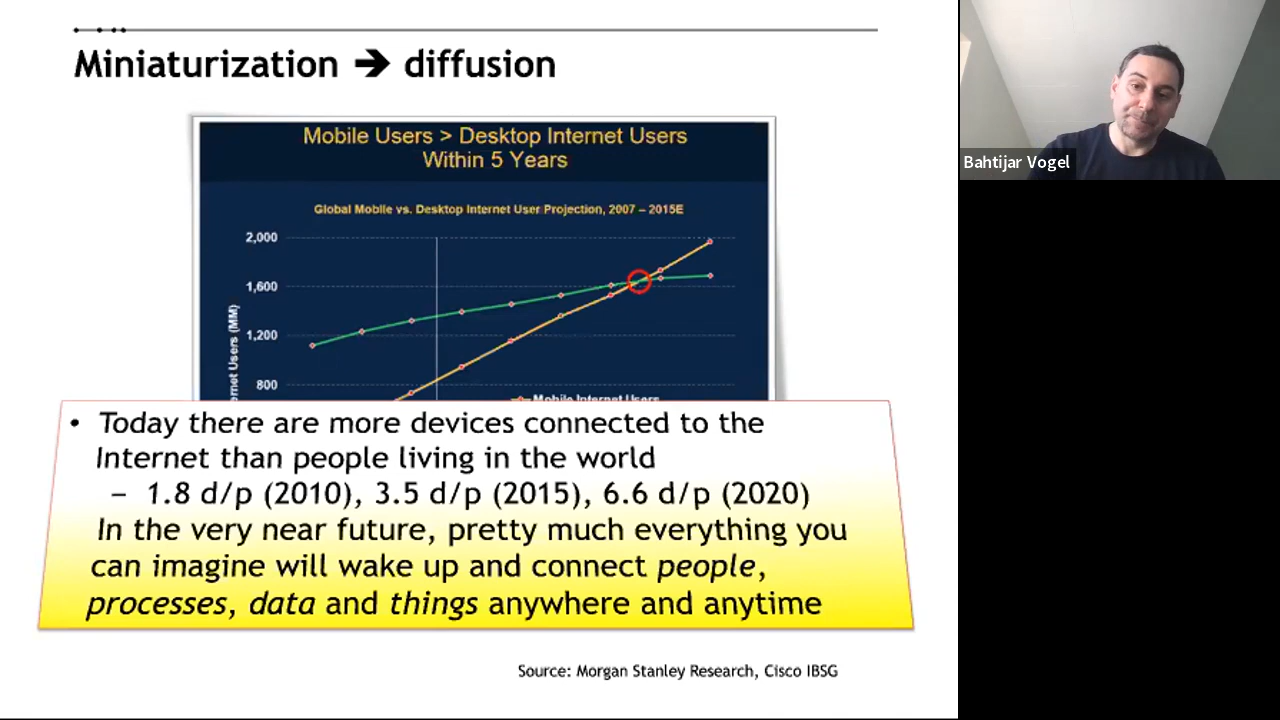 Miniaturization ➔ diffusion
Mobile Users > Desktop Internet Users
Within 5 Years
Global Mobile vs. Desktop Internet User Projection, 2007 – 2015E
2,000
1,600
1,200
800
Users (MM)
Mobile Internet Users
• Today there are more devices connected to the
Internet than people living in the world
– 1.8 d/p (2010), 3.5 d/p (2015), 6.6 d/p (2020)
In the very near future, pretty much everything you
can imagine will wake up and connect people,
processes, data and things anywhere and anytime
Source: Morgan Stanley Research, Cisco IBSG
Bahtijar Vogel